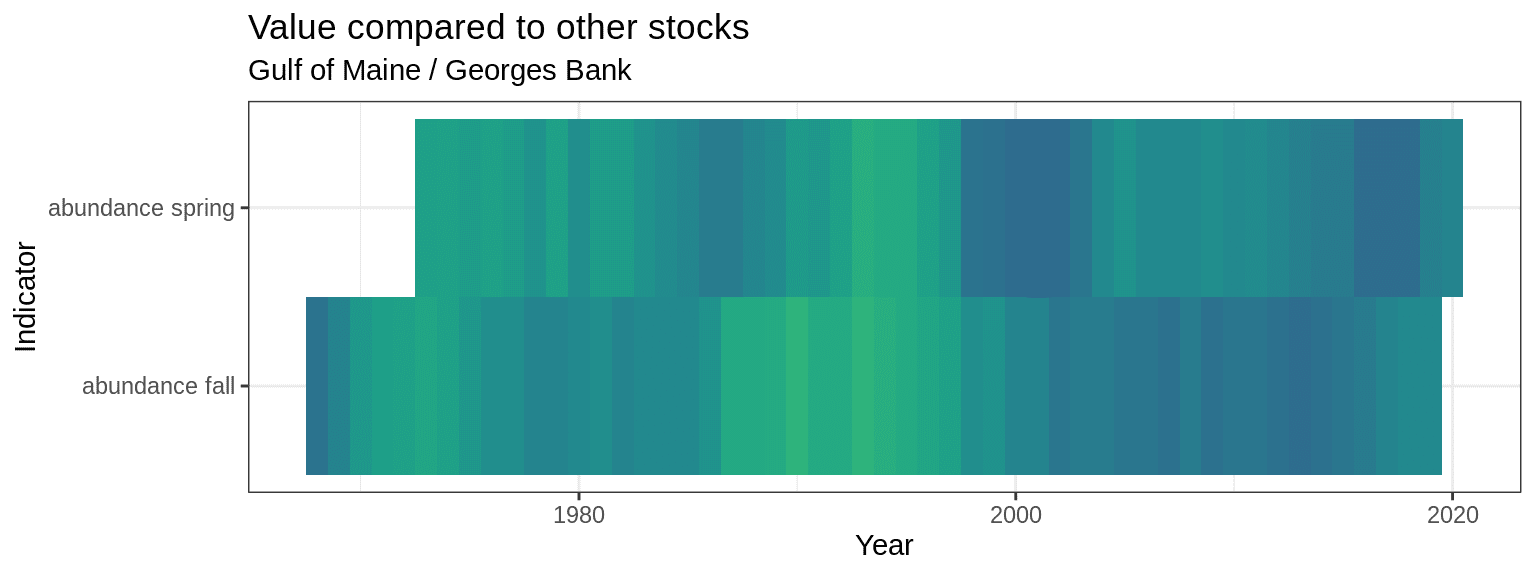 Value compared to other stocks
Gulf of Maine / Georges Bank
Indicator
abundance spring
abundance fall
1980 2000 2020
Year